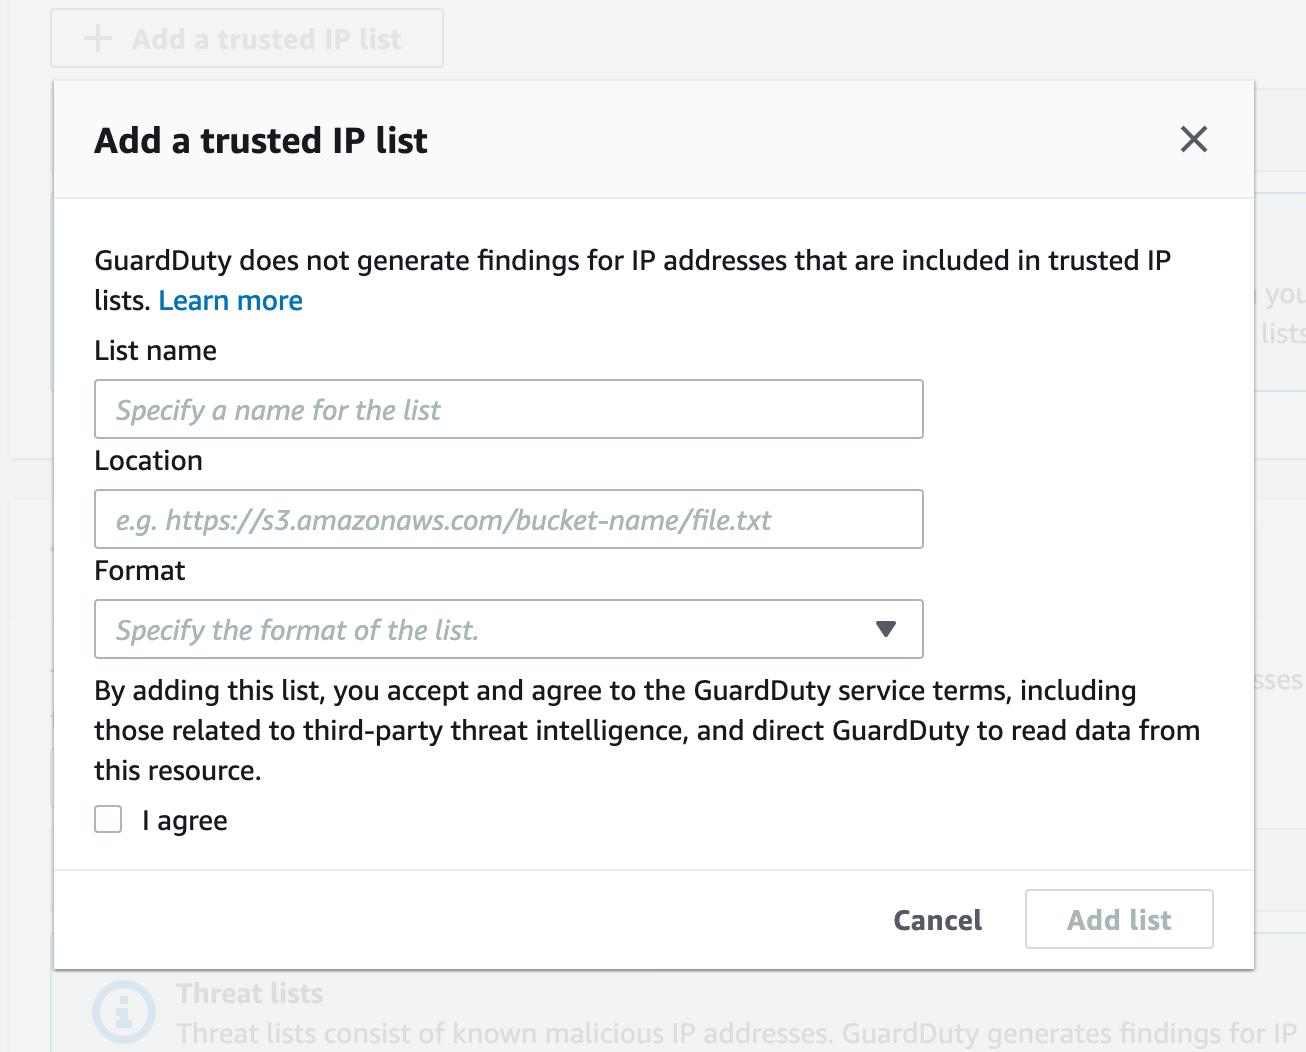 Add a trusted IP list
Add a trusted IP list
GuardDuty does not generate findings for IP addresses that are included in trusted IP
lists. Learn more
you
lists
List name
Specify a name for the list
Location
e.g. https://s3.amazonaws.com/bucket-name/file.txt
Format
Specify the format of the list.
sses
By adding this list, you accept and agree to the GuardDuty service terms, including
those related to third-party threat intelligence, and direct GuardDuty to read data from
this resource.
I agree
Cancel
Add list
Threat lists
Threat lists consist of known malicious IP addresses. GuardDuty generates findings for IP